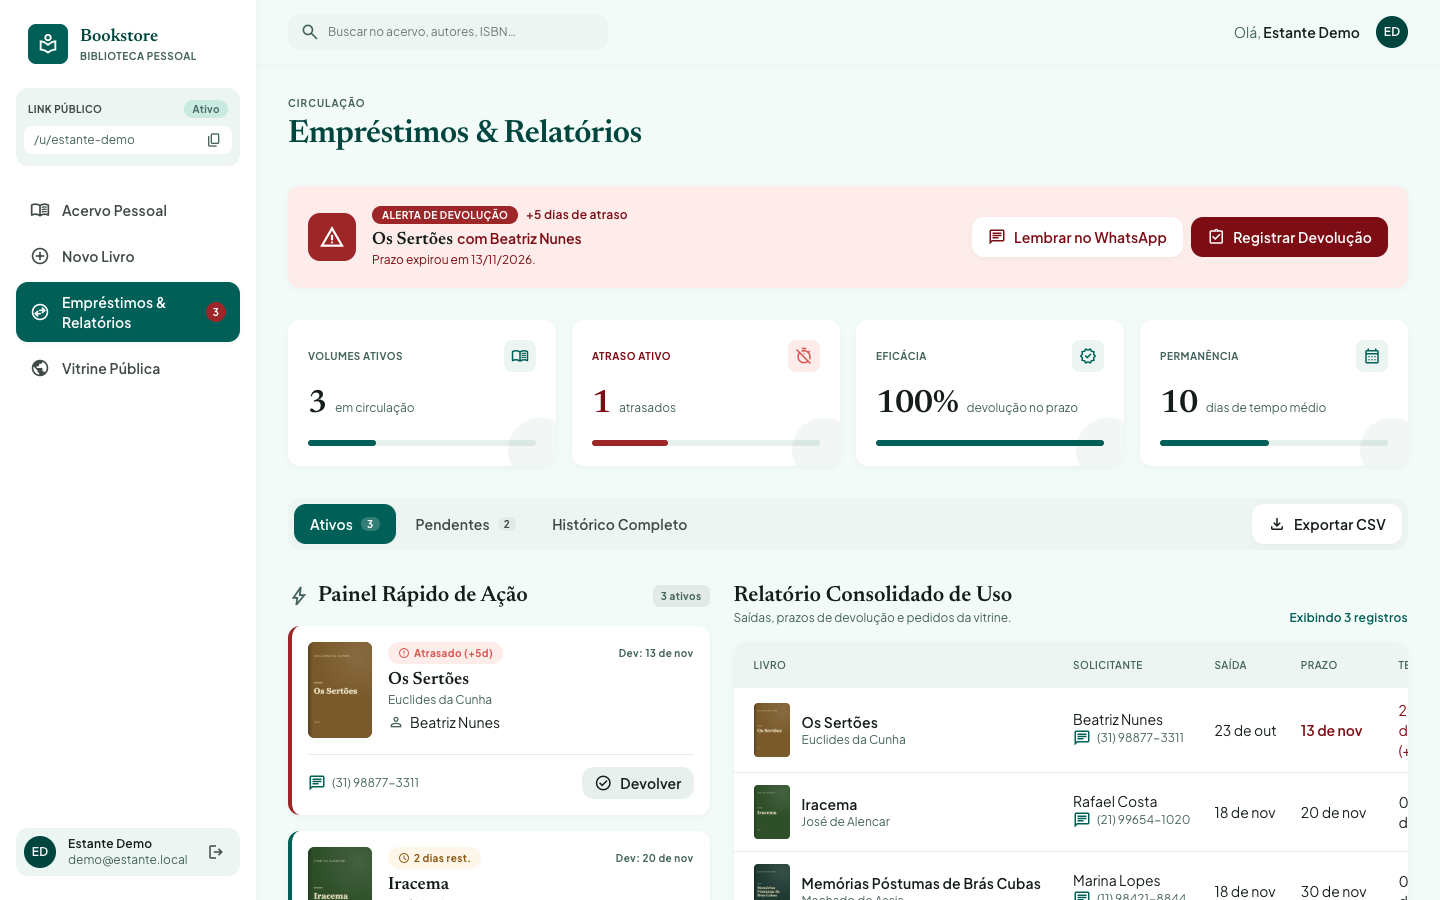 Bookstore
BIBLIOTECA PESSOAL
LINK PÚBLICO
Ativo
/u/estante-demo
Acervo Pessoal
Novo Livro
Empréstimos &
Relatórios
3
Vitrine Pública
ED
Estante Demo
demo@estante.local
Buscar no acervo, autores, ISBN...
Olá, Estante Demo
ED
CIRCULAÇÃO
Empréstimos & Relatórios
ALERTA DE DEVOLUÇÃO
+5 dias de atraso
Os Sertões com Beatriz Nunes
Prazo expirou em 13/11/2026.
Lembrar no WhatsApp
Registrar Devolução
VOLUMES ATIVOS
3 em circulação
ATRASO ATIVO
1 atrasados
EFICÁCIA
100% devolução no prazo
PERMANÊNCIA
10 dias de tempo médio
Ativos 3
Pendentes 2
Histórico Completo
Exportar CSV
Painel Rápido de Ação
3 ativos
Os Sertões
Atrasado (+5d)
Dev: 13 de nov
Os Sertões
Euclides da Cunha
Beatriz Nunes
(31) 98877-3311
Devolver
Iracema
2 dias rest.
Dev: 20 de nov
Iracema
Relatório Consolidado de Uso
Saídas, prazos de devolução e pedidos da vitrine.
Exibindo 3 registros
LIVRO
SOLICITANTE
SAÍDA
PRAZO
Os Sertões
Os Sertões
Euclides da Cunha
Beatriz Nunes
(31) 98877-3311
23 de out
13 de nov
Iracema
Iracema
José de Alencar
Rafael Costa
(21) 99654-1020
18 de nov
20 de nov
Memórias Póstumas de Brás Cubas
Machado de Assis
Marina Lopes
(11) 98421-8844
18 de nov
30 de nov